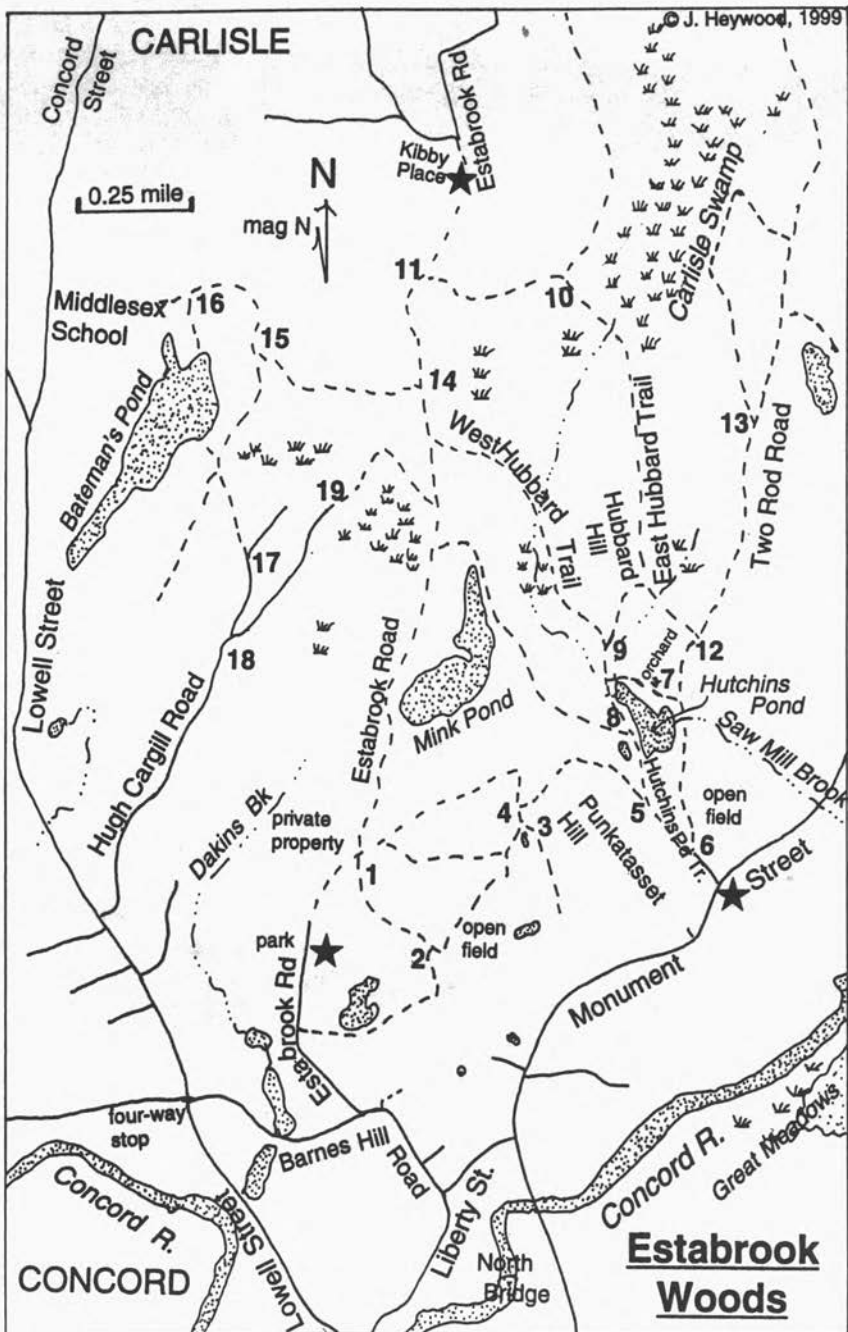 © J. Heywood, 1999
CARLISLE
Concord
Street
Estabrook Rd
Kibby
Place
0.25 mile
N
mag N
Carlisle Swamp
11
10
16
Middlesex
School
15
14
13
Bateman's Pond
West Hubbard
Trail
Hubbard
Hill
East Hubbard Trail
Two Rod Road
19
17
18
Lowell Street
Hugh Cargill Road
Estabrook Road
Mink Pond
9
orchard
7
12
Hutchins
Pond
8
Saw Mill Brook
Hutchins Pd Tr.
Dakins Bk
private
property
4
3
Punkatasset
Hill
5
open
field
6
1
Street
Monument
park
2
open
field
Esta
brook Rd
four-way
stop
Barnes Hill
Road
Liberty St.
Concord R.
Great Meadows
Concord R.
Lowell Street
CONCORD
North
Bridge
Estabrook
Woods